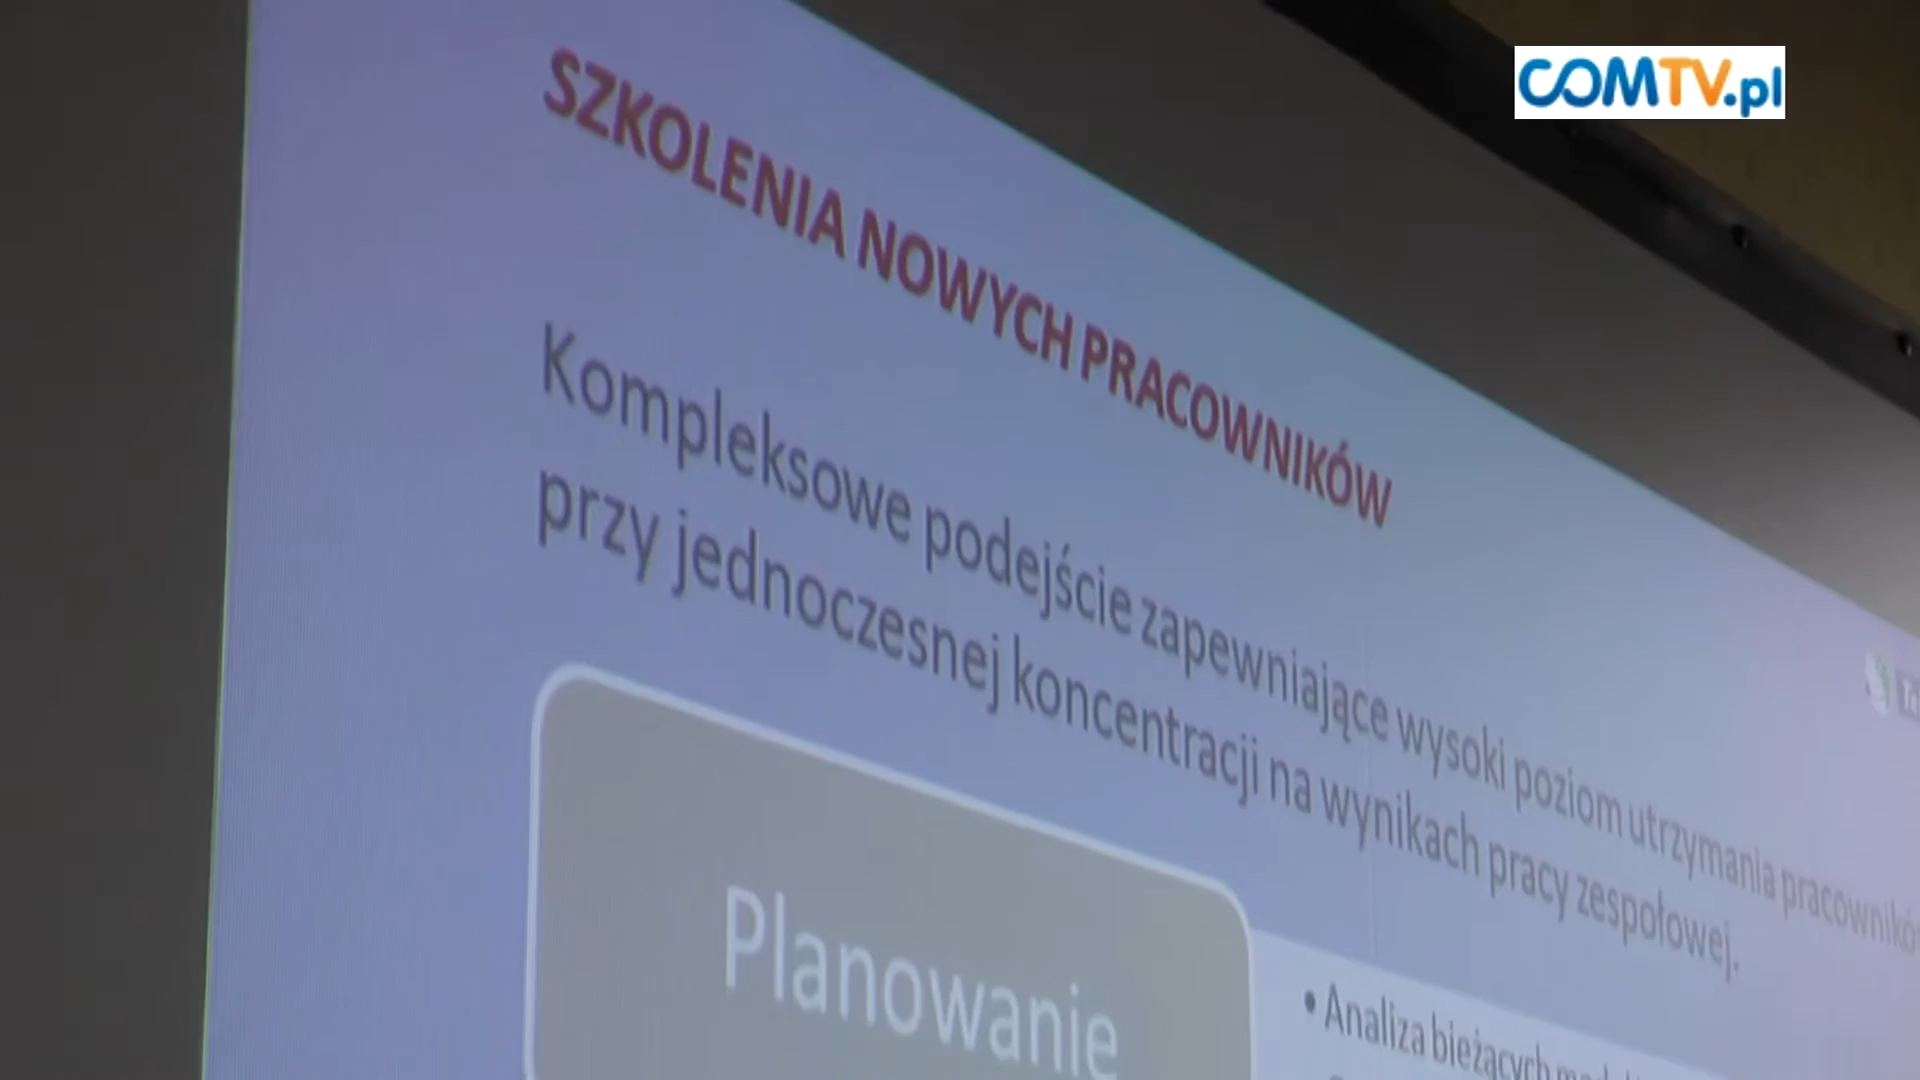 COMTV.pl
SZKOLENIA NOWYCH PRACOWNIKÓW
Kompleksowe podejście zapewniające wysoki poziom utrzymania
przy jednoczesnej koncentracji na wynikach pracy zespołowej.
Planowanie
• Analiza bieżących